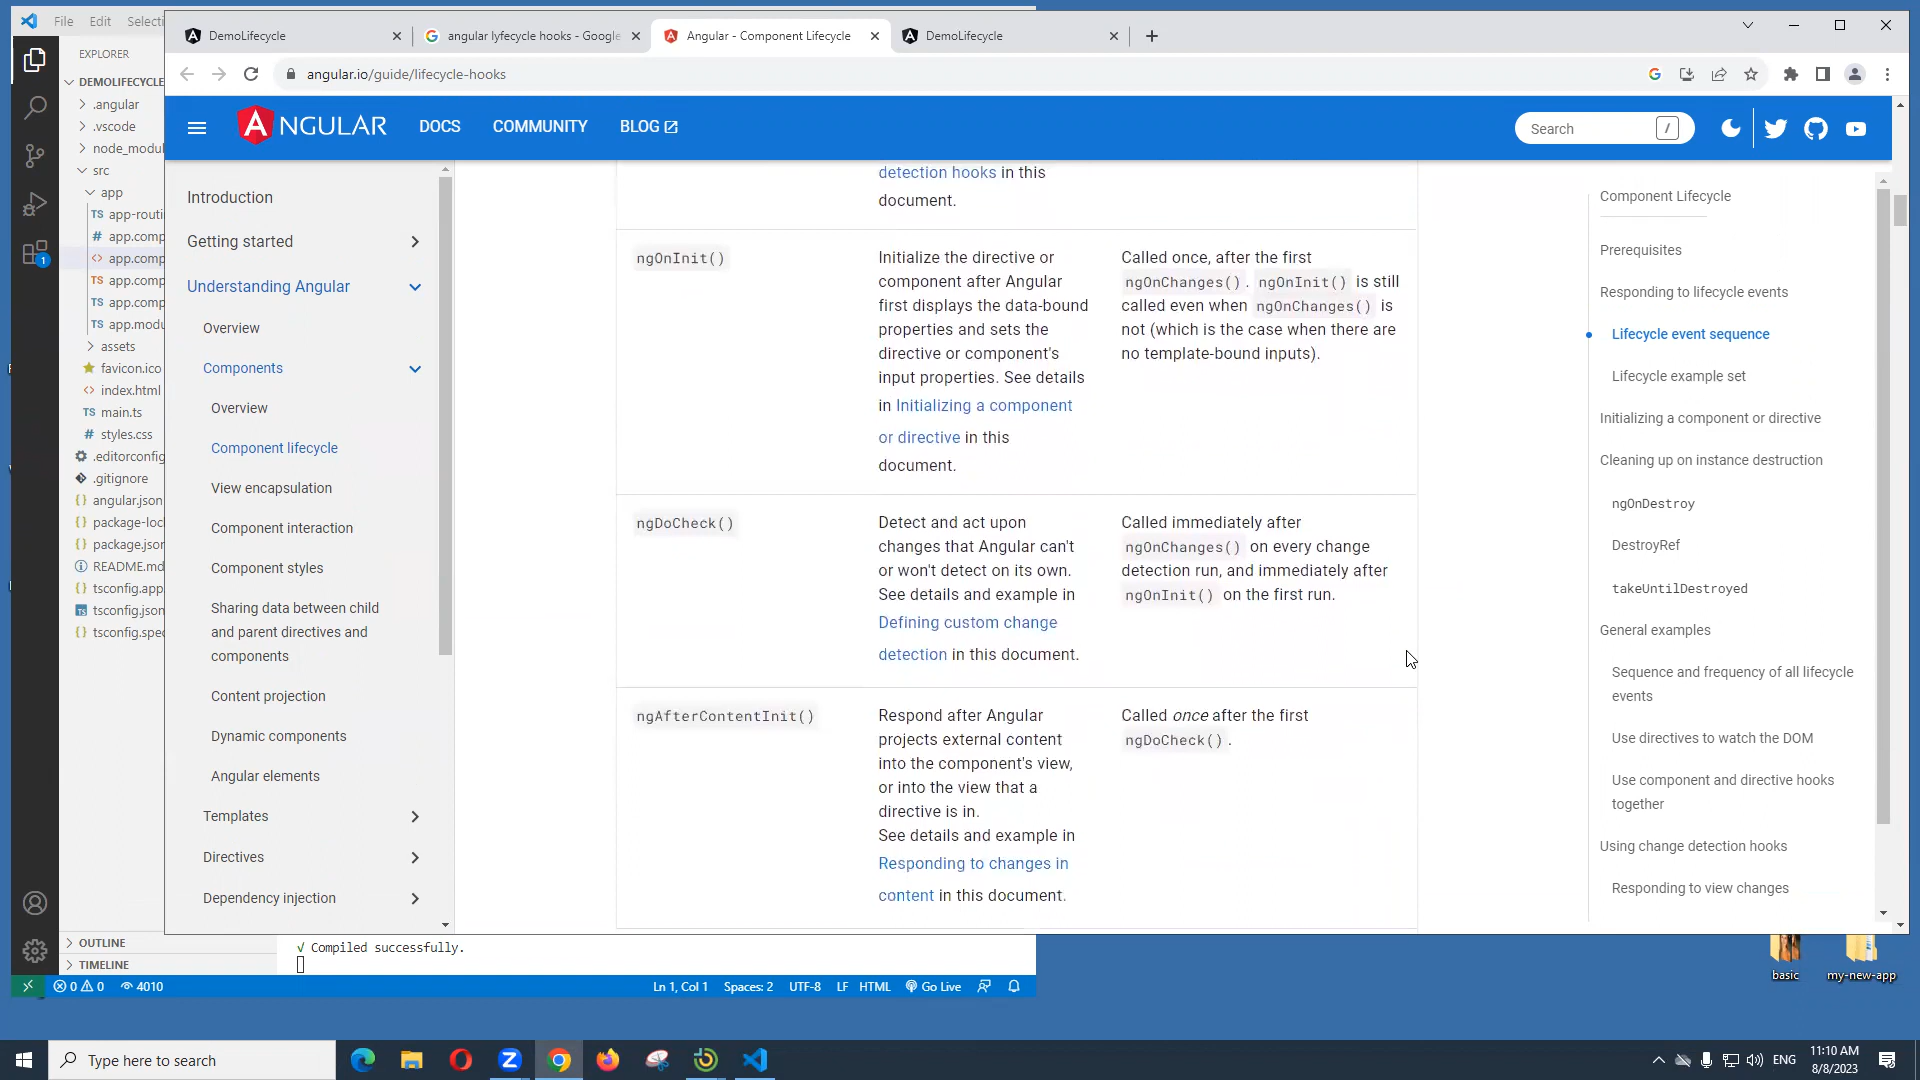 File Edit Selecti
DemoLifecycle
angular lyfecycle hooks - Google
Angular - Component Lifecycle
DemoLifecycle
EXPLORER
angular.io/guide/lifecycle-hooks
DEMOLIFECYCLE
.angular
.vscode
node_modul
src
app
TS app-routi
# app.comp
<> app.comp
TS app.comp
TS app.comp
TS app.modu
assets
favicon.ico
<> index.html
TS main.ts
# styles.css
.editorconfig
.gitignore
{} angular.json
{} package-loc
{} package.json
README.md
{} tsconfig.app
TS tsconfig.json
{} tsconfig.spec
OUTLINE
TIMELINE
1
ANGULAR
DOCS
COMMUNITY
BLOG
Search
/
Introduction
Getting started
Understanding Angular
Overview
Components
Overview
Component lifecycle
View encapsulation
Component interaction
Component styles
Sharing data between child
and parent directives and
components
Content projection
Dynamic components
Angular elements
Templates
Directives
Dependency injection
detection hooks in this
document.
ngOnInit()
Initialize the directive or
component after Angular
first displays the data-bound
properties and sets the
directive or component's
input properties. See details
in Initializing a component
or directive in this
document.
Called once, after the first
ngOnChanges() . ngOnInit() is still
called even when ngOnChanges() is
not (which is the case when there are
no template-bound inputs).
ngDoCheck()
Detect and act upon
changes that Angular can't
or won't detect on its own.
See details and example in
Defining custom change
detection in this document.
Called immediately after
ngOnChanges() on every change
detection run, and immediately after
ngOnInit() on the first run.
ngAfterContentInit()
Respond after Angular
projects external content
into the component's view,
or into the view that a
directive is in.
See details and example in
Responding to changes in
content in this document.
Called once after the first
ngDoCheck() .
Component Lifecycle
Prerequisites
Responding to lifecycle events
Lifecycle event sequence
Lifecycle example set
Initializing a component or directive
Cleaning up on instance destruction
ngOnDestroy
DestroyRef
takeUntilDestroyed
General examples
Sequence and frequency of all lifecycle
events
Use directives to watch the DOM
Use component and directive hooks
together
Using change detection hooks
Responding to view changes
√ Compiled successfully.
0 0 4010
Ln 1, Col 1 Spaces: 2 UTF-8 LF HTML Go Live
basic
my-new-app
Type here to search
ENG
11:10 AM
8/8/2023